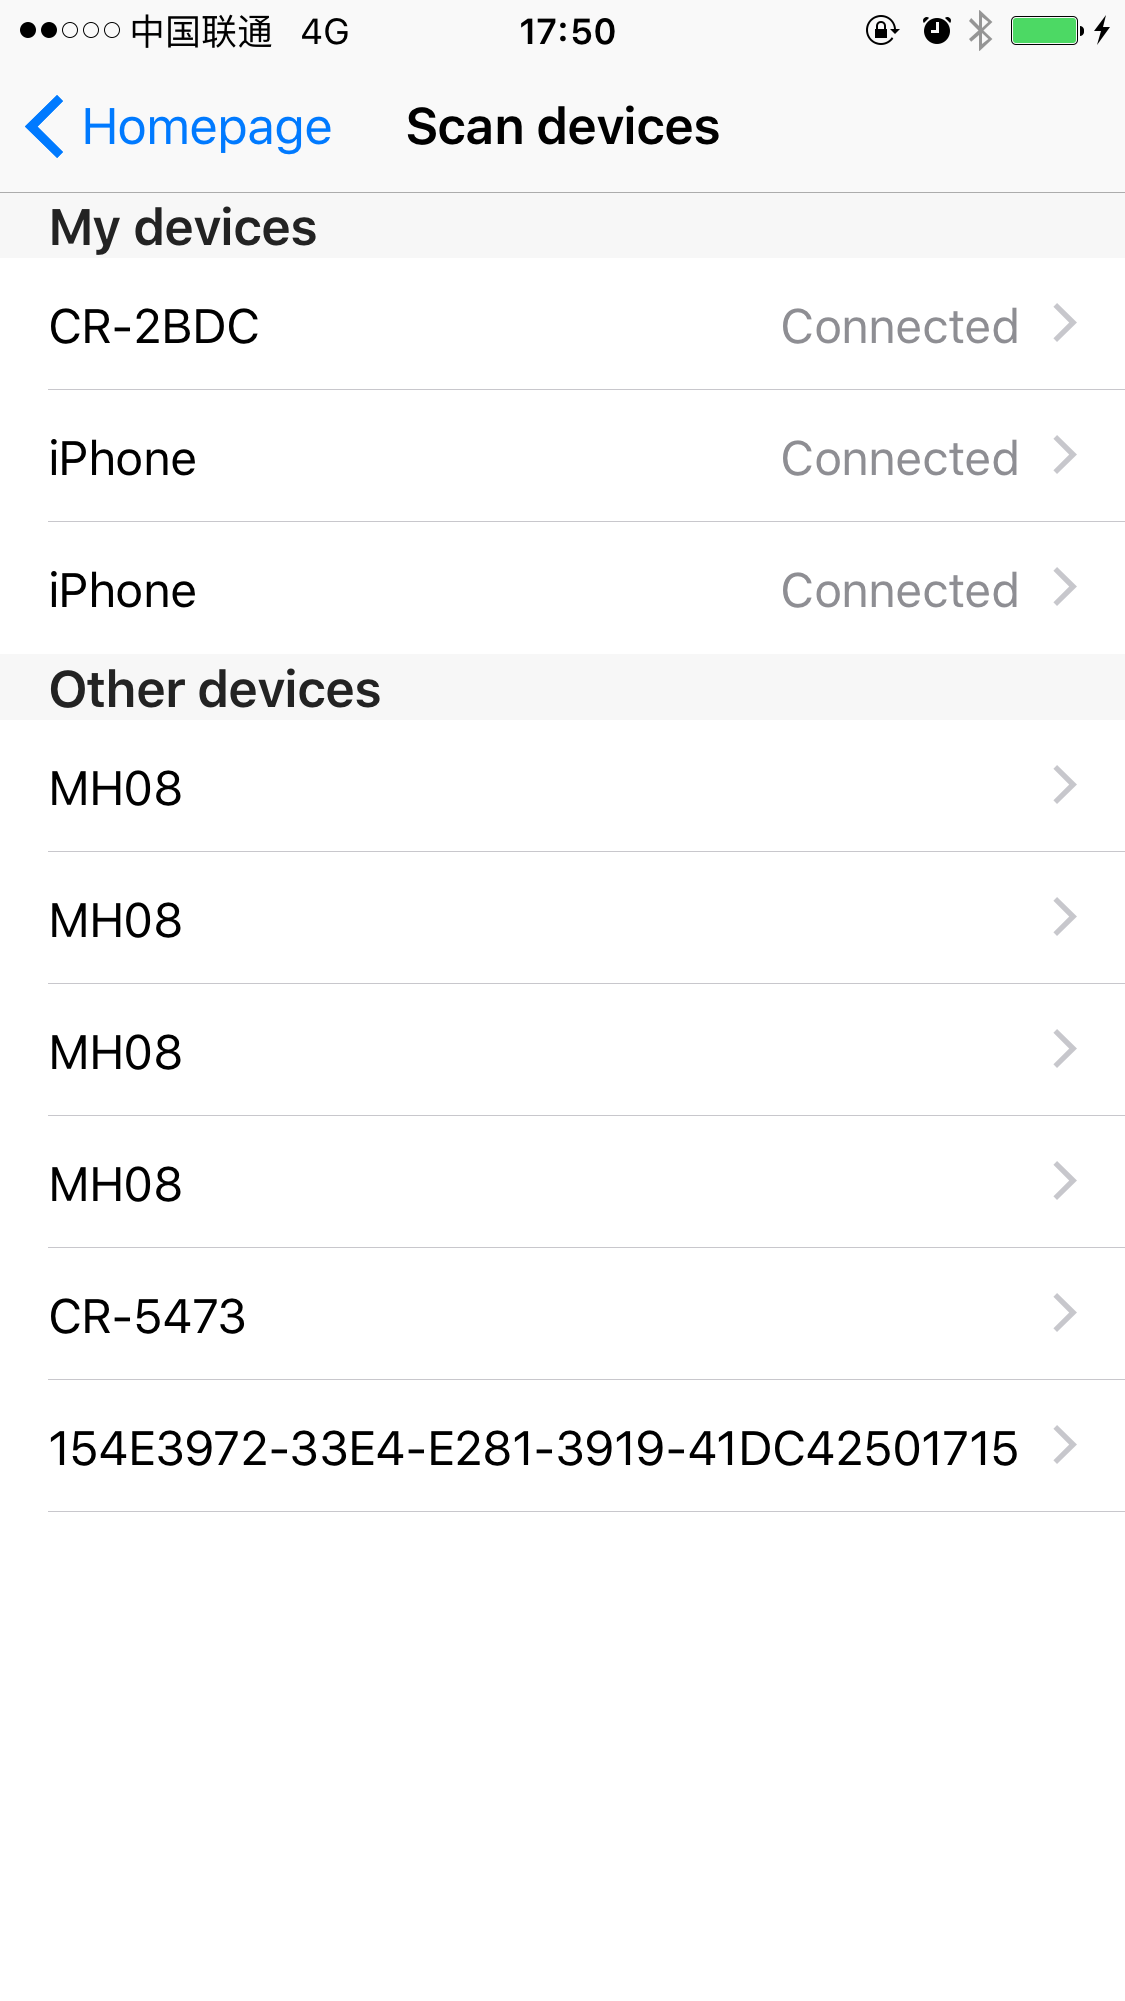 中国联通 4G 17:50
Homepage Scan devices
My devices
CR-2BDC Connected
iPhone Connected
iPhone Connected
Other devices
MH08
MH08
MH08
MH08
CR-5473
154E3972-33E4-E281-3919-41DC42501715